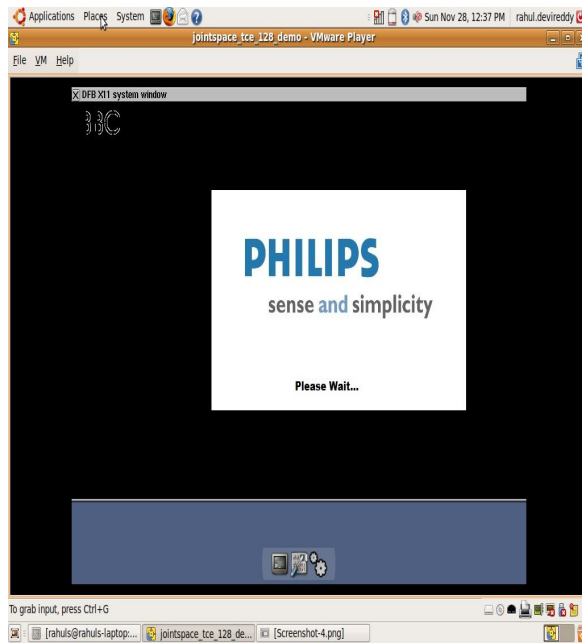 Applications Places System Sun Nov 28, 12:37 PM rahul.devireddy
jointspace_tce_128_demo - VMware Player
File VM Help
X DFB X11 system window
BBC
PHILIPS
sense and simplicity
Please Wait...
To grab input, press Ctrl+G
[rahuls@rahuls-laptop:... jointspace_tce_128_de... [Screenshot-4.png]